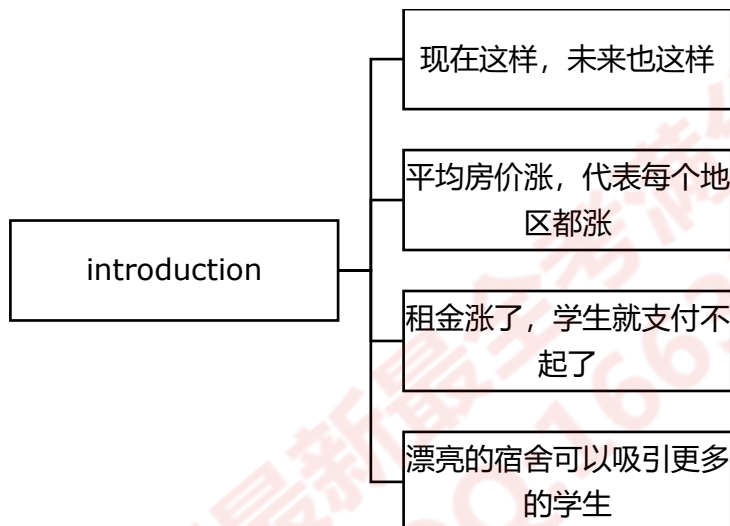 现在这样，未来也这样
平均房价涨，代表每个地
区都涨
introduction
租金涨了，学生就支付不
起了
漂亮的宿舍可以吸引更多
的学生